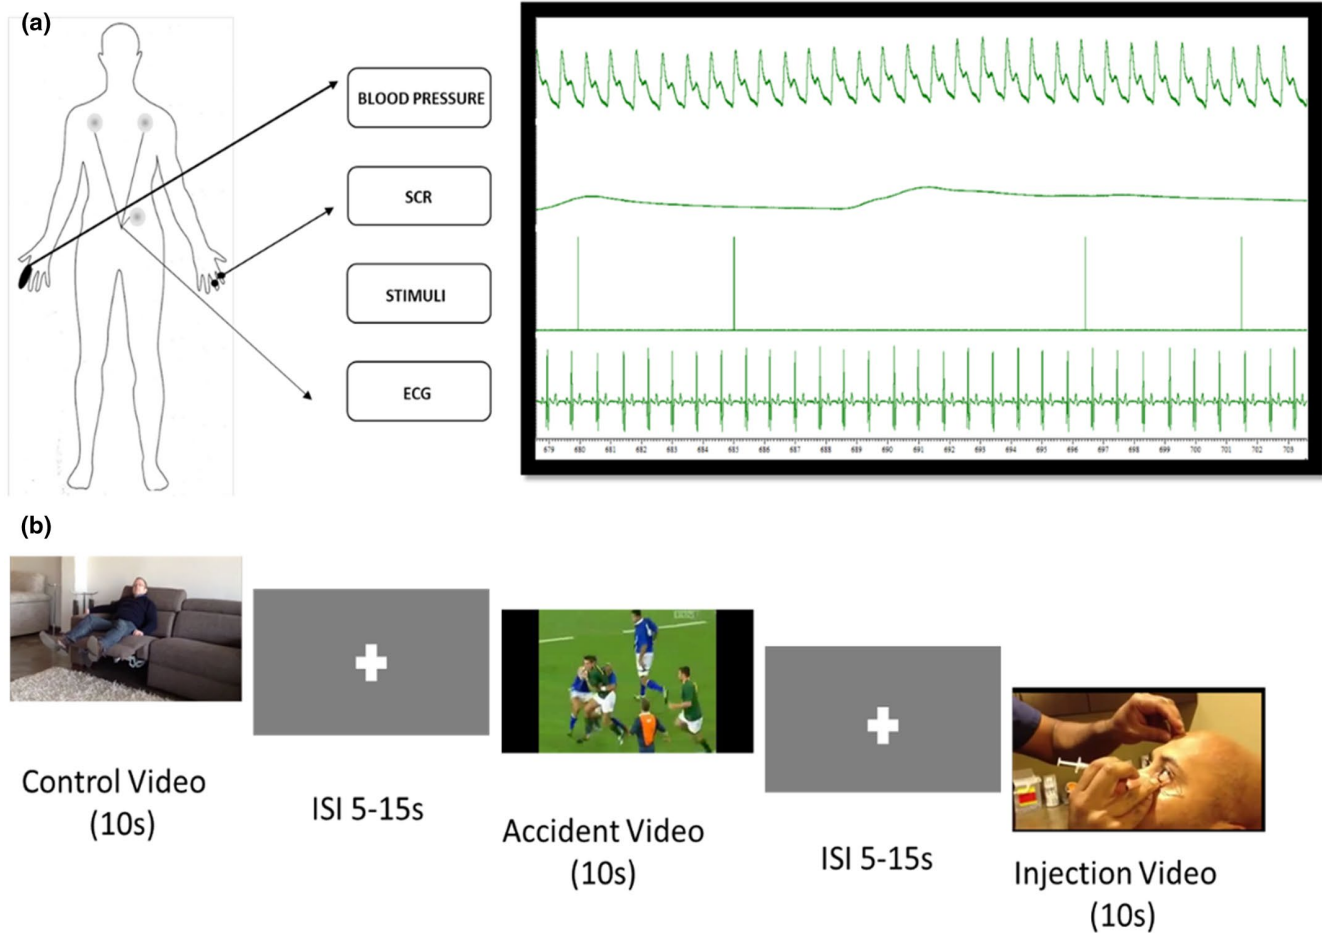 (a)
BLOOD PRESSURE
SCR
STIMULI
ECG
679 680 681 682 683 684 685 686 687 688 689 690 691 692 693 694 695 696 697 698 699 700 701 702 703
(b)
Control Video
(10s)
ISI 5-15s
Accident Video
(10s)
ISI 5-15s
Injection Video
(10s)